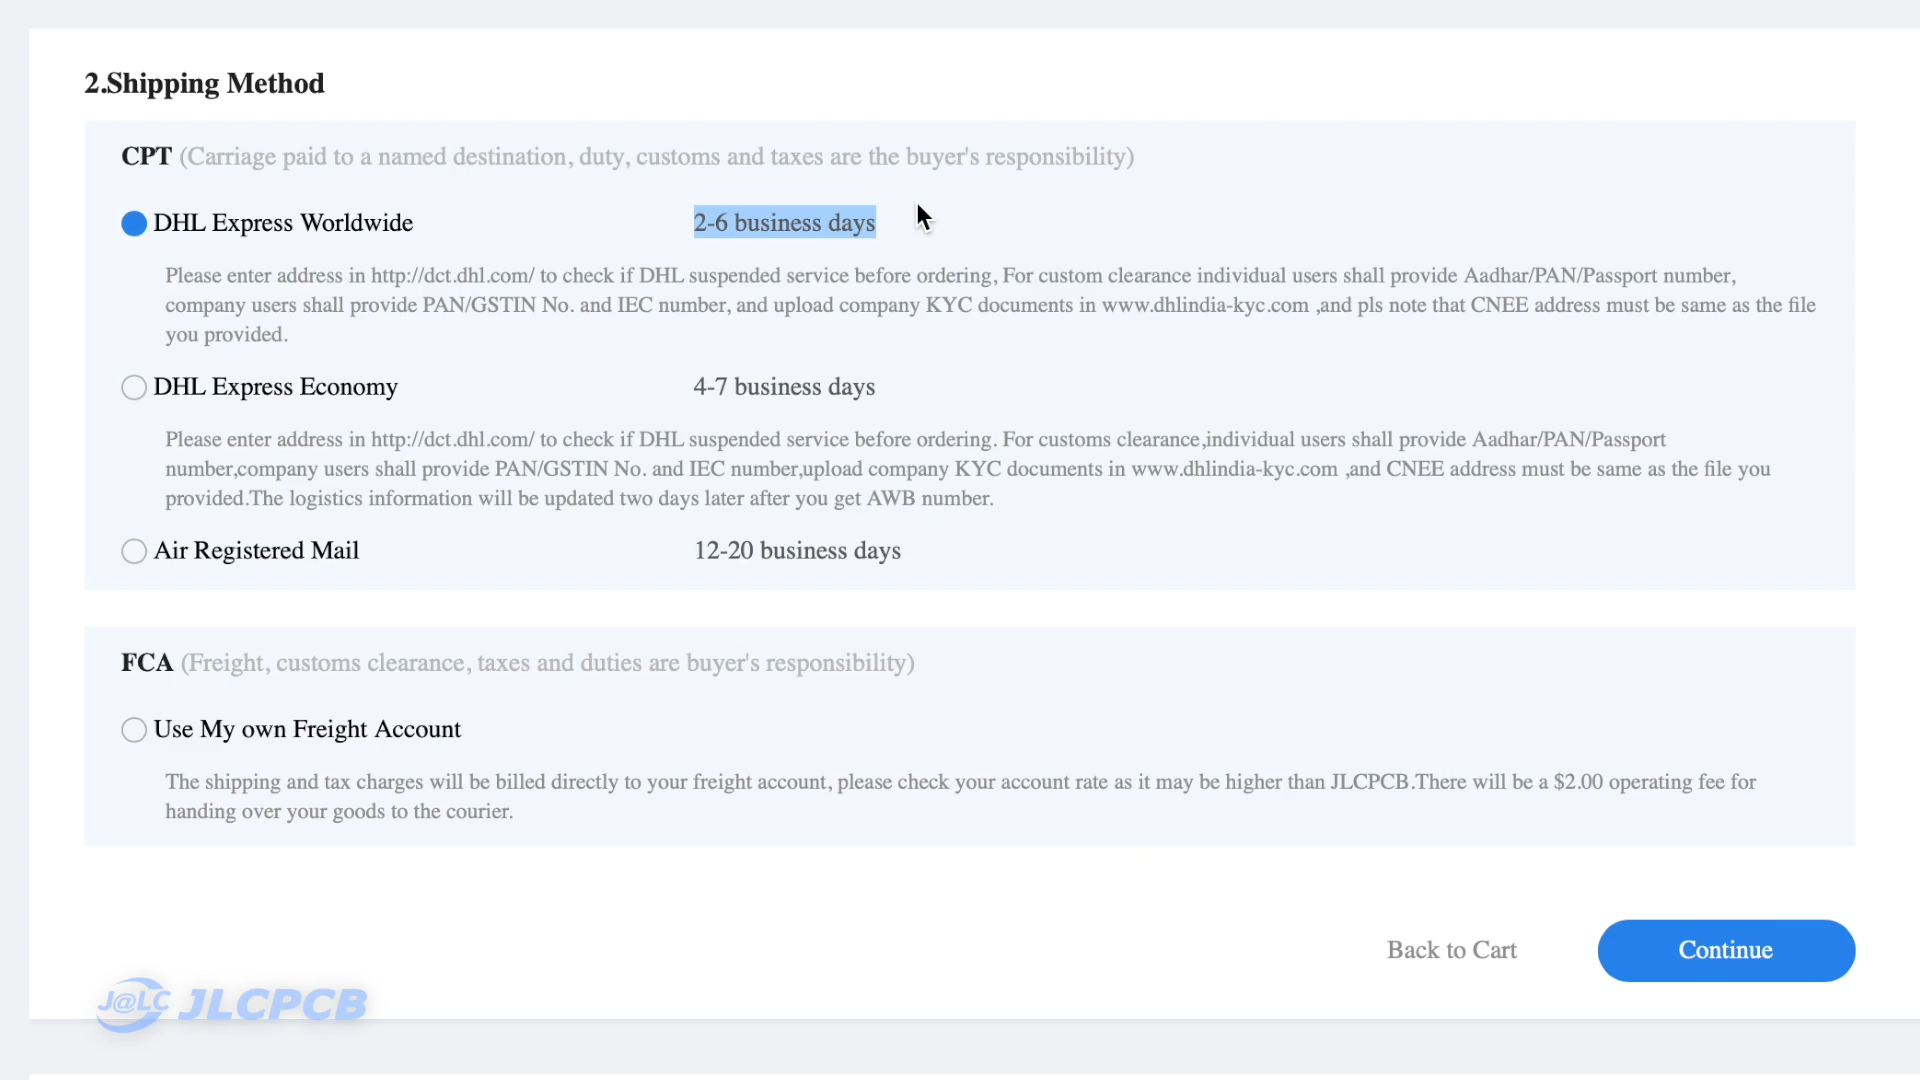 2.Shipping Method
CPT (Carriage paid to a named destination, duty, customs and taxes are the buyer's responsibility)
DHL Express Worldwide 2-6 business days
Please enter address in http://dct.dhl.com/ to check if DHL suspended service before ordering, For custom clearance individual users shall provide Aadhar/PAN/Passport number,
company users shall provide PAN/GSTIN No. and IEC number, and upload company KYC documents in www.dhlindia-kyc.com ,and pls note that CNEE address must be same as the file
you provided.
DHL Express Economy 4-7 business days
Please enter address in http://dct.dhl.com/ to check if DHL suspended service before ordering. For customs clearance,individual users shall provide Aadhar/PAN/Passport
number,company users shall provide PAN/GSTIN No. and IEC number,upload company KYC documents in www.dhlindia-kyc.com ,and CNEE address must be same as the file you
provided.The logistics information will be updated two days later after you get AWB number.
Air Registered Mail 12-20 business days
FCA (Freight, customs clearance, taxes and duties are buyer's responsibility)
Use My own Freight Account
The shipping and tax charges will be billed directly to your freight account, please check your account rate as it may be higher than JLCPCB.There will be a $2.00 operating fee for
handing over your goods to the courier.
Back to Cart Continue
J@LC JLCPCB